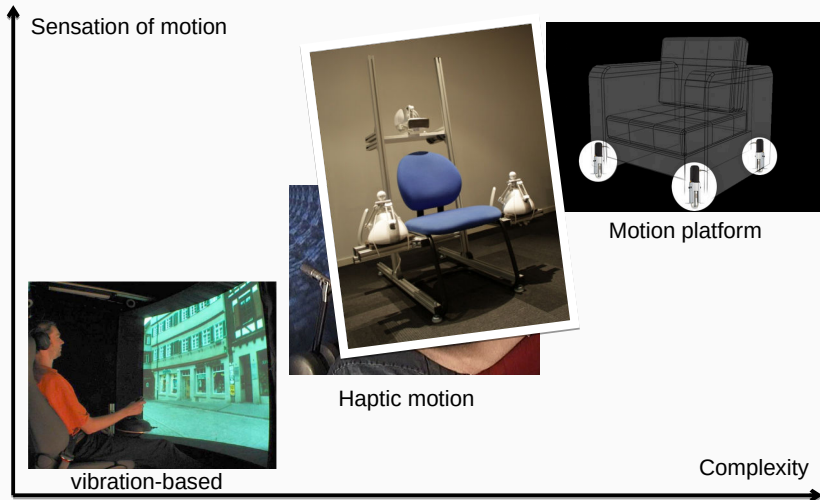 Sensation of motion
Motion platform
Haptic motion
Complexity
vibration-based